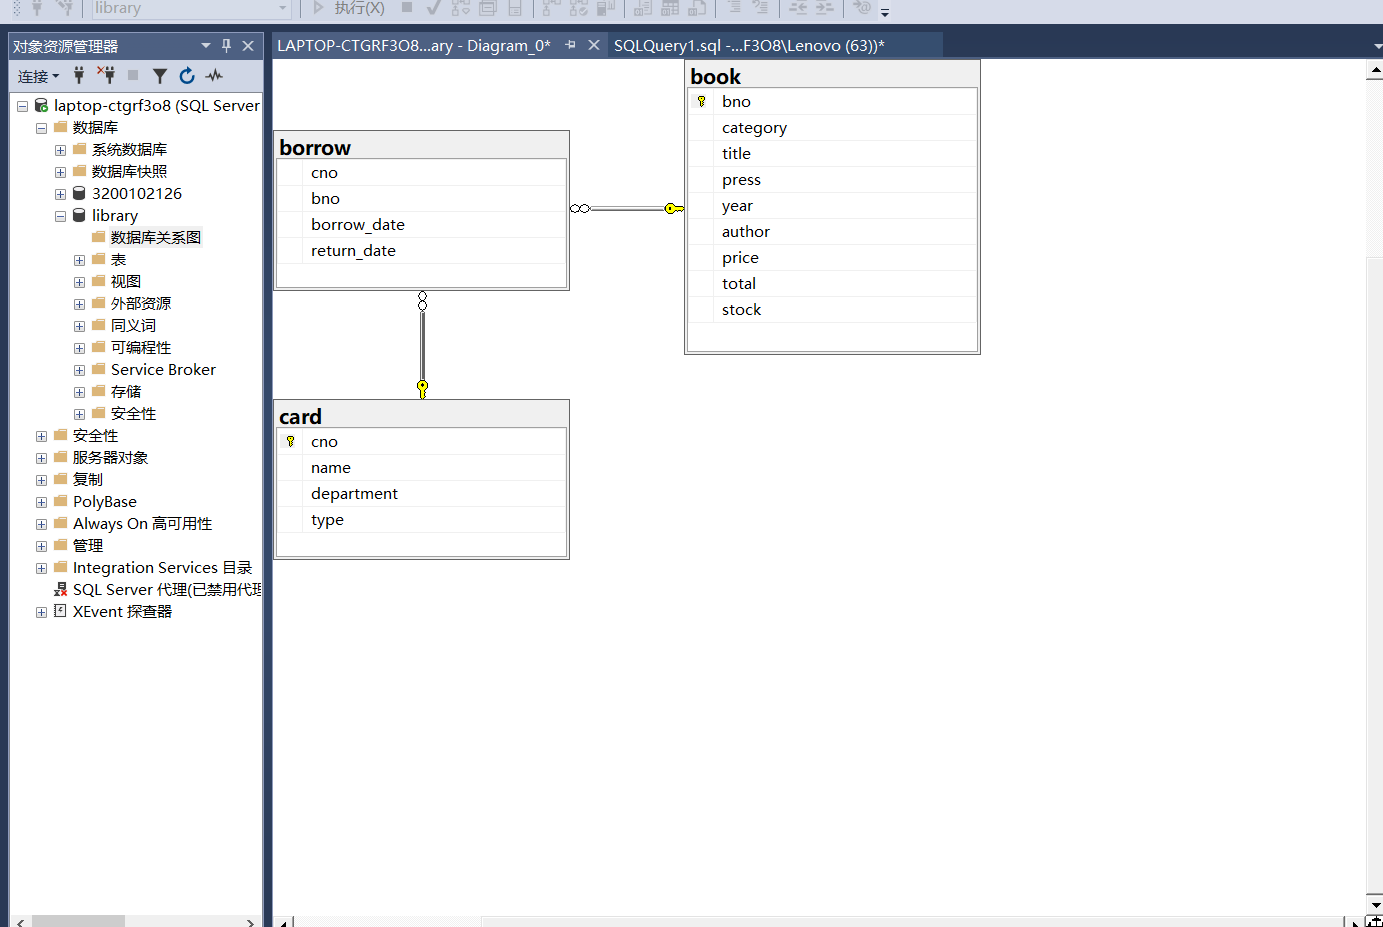 library
执行(X)
对象资源管理器
连接
laptop-ctgrf3o8 (SQL Server
数据库
系统数据库
数据库快照
3200102126
library
数据库关系图
表
视图
外部资源
同义词
可编程性
Service Broker
存储
安全性
安全性
服务器对象
复制
PolyBase
Always On 高可用性
管理
Integration Services 目录
SQL Server 代理(已禁用代理
XEvent 探查器
LAPTOP-CTGRF3O8...ary - Diagram_0*
SQLQuery1.sql -...F3O8\Lenovo (63))*
borrow
cno
bno
borrow_date
return_date
book
bno
category
title
press
year
author
price
total
stock
card
cno
name
department
type